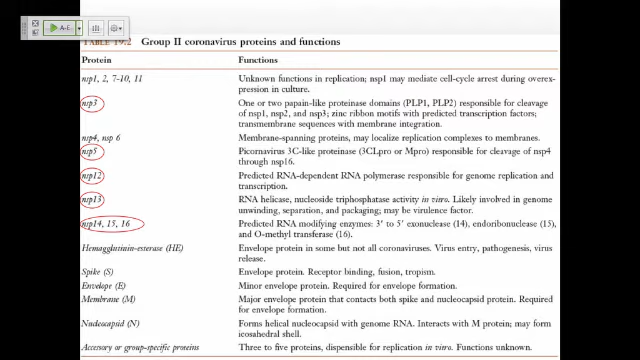 A-E
TABLE 19.2 Group II coronavirus proteins and functions
Protein Functions
nsp1, 2, 7-10, 11 Unknown functions in replication; nsp1 may mediate cell-cycle arrest during overex-
pression in culture.
nsp3 One or two papain-like proteinase domains (PLP1, PLP2) responsible for cleavage
of nsp1, nsp2, and nsp3; zinc ribbon motifs with predicted transcription factors;
transmembrane sequences with membrane integration.
nsp4, nsp 6 Membrane-spanning proteins, may localize replication complexes to membranes.
nsp5 Picornavirus 3C-like proteinase (3CLpro or Mpro) responsible for cleavage of nsp4
through nsp16.
nsp12 Predicted RNA-dependent RNA polymerase responsible for genome replication and
transcription.
nsp13 RNA helicase, nucleoside triphosphatase activity in vitro. Likely involved in genome
unwinding, separation, and packaging; may be virulence factor.
nsp14, 15, 16 Predicted RNA modifying enzymes: 3′ to 5′ exonuclease (14), endoribonuclease (15),
and O-methyl transferase (16).
Hemagglutinin-esterase (HE) Envelope protein in some but not all coronaviruses. Virus entry, pathogenesis, virus
release.
Spike (S) Envelope protein. Receptor binding, fusion, tropism.
Envelope (E) Minor envelope protein. Required for envelope formation.
Membrane (M) Major envelope protein that contacts both spike and nucleocapsid protein. Required
for envelope formation.
Nucleocapsid (N) Forms helical nucleocapsid with genome RNA. Interacts with M protein; may form
icosahedral shell.
Accessory or group-specific proteins Three to five proteins, dispensible for replication in vitro. Functions unknown.